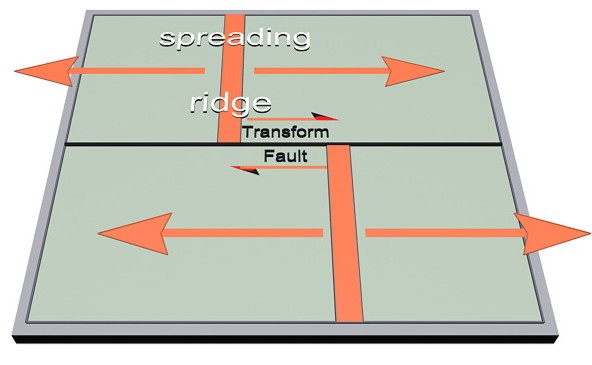 spreading
ridge
Transform
Fault